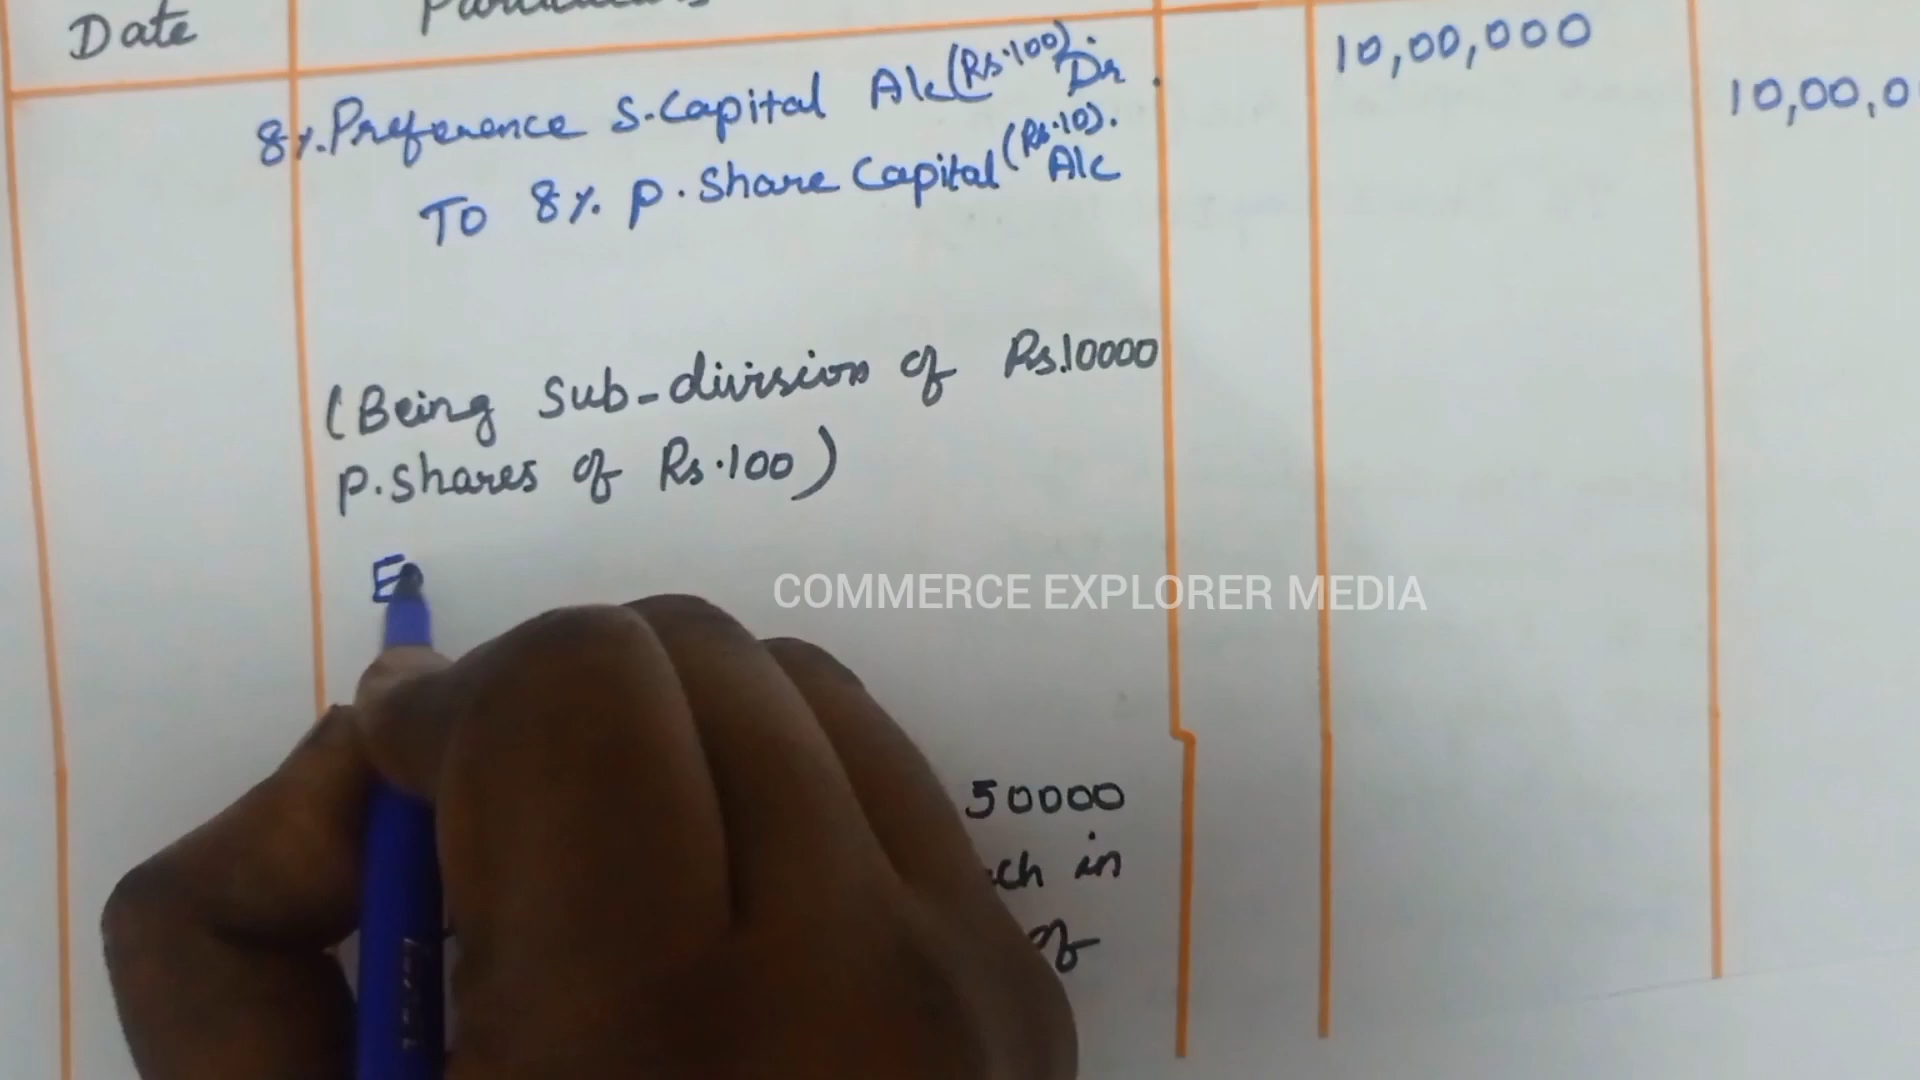 Date
8%.Preference S.Capital A/c (Rs.100). Dr.
10,00,000
To 8%. P.Share Capital (Rs.10). A/c
10,00,0
(Being Sub-division of Rs.10000
P.Shares of Rs.100)
E
COMMERCE EXPLORER MEDIA
50000
in
of